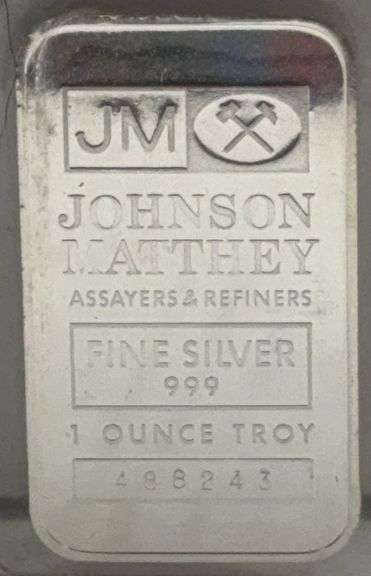 JM
JOHNSON
MATTHEY
ASSAYERS & REFINERS
FINE SILVER
999
1 OUNCE TROY
488243